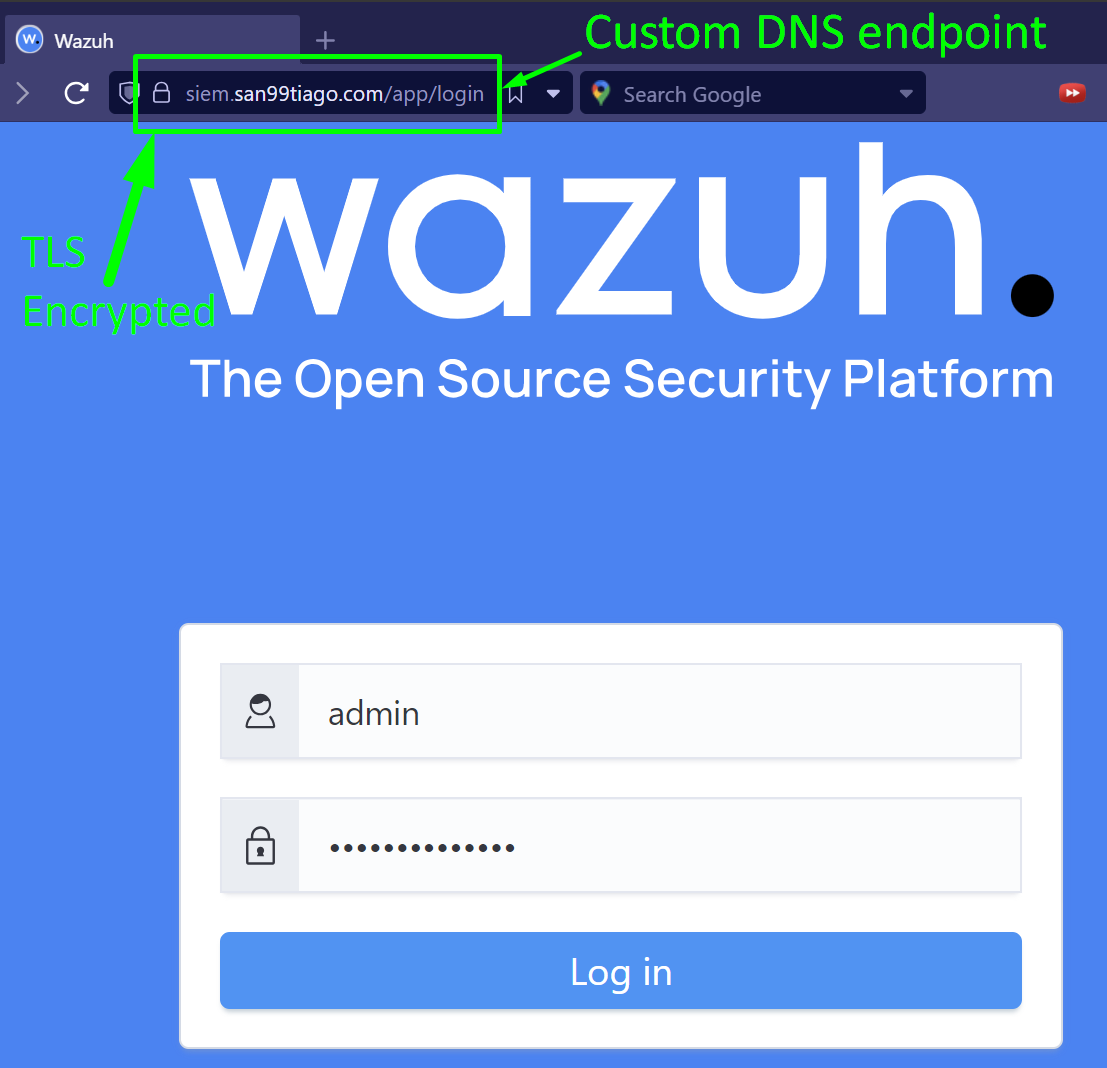 Wazuh
Custom DNS endpoint
siem.san99tiago.com/app/login
Search Google
wazuh.
TLS
Encrypted
The Open Source Security Platform
admin
••••••••••••••
Log in